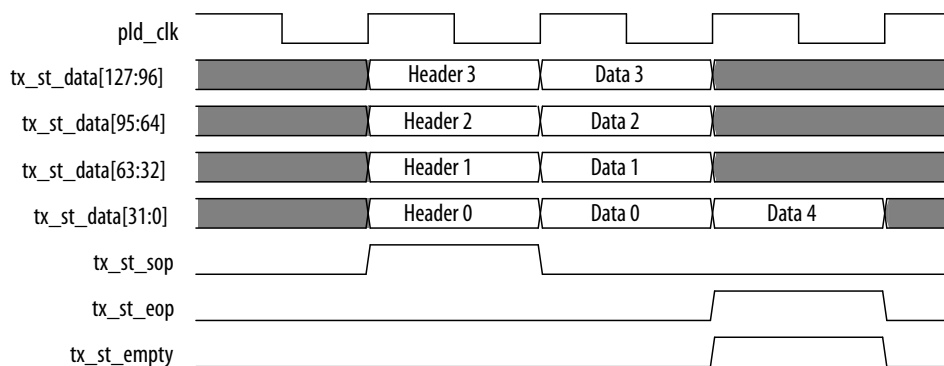 pld_clk
tx_st_data[127:96] Header 3 Data 3
tx_st_data[95:64] Header 2 Data 2
tx_st_data[63:32] Header 1 Data 1
tx_st_data[31:0] Header 0 Data 0 Data 4
tx_st_sop
tx_st_eop
tx_st_empty